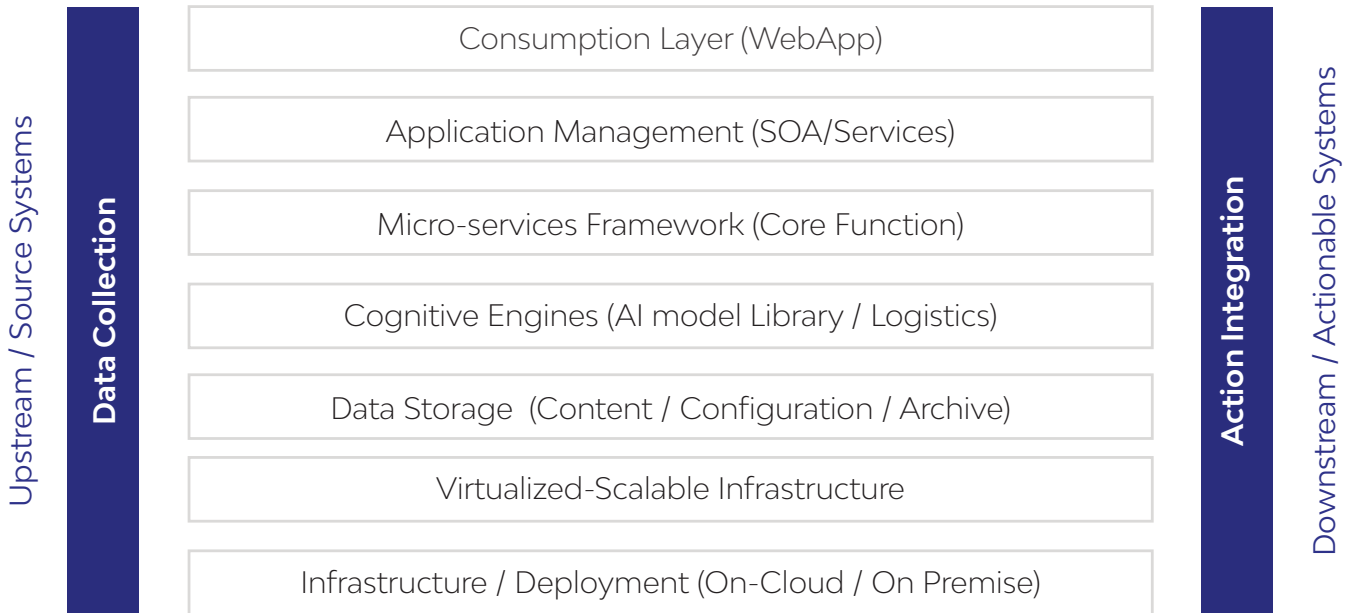 Upstream / Source Systems
Data Collection
Consumption Layer (WebApp)
Application Management (SOA/Services)
Micro-services Framework (Core Function)
Cognitive Engines (AI model Library / Logistics)
Data Storage (Content / Configuration / Archive)
Virtualized-Scalable Infrastructure
Infrastructure / Deployment (On-Cloud / On Premise)
Action Integration
Downstream / Actionable Systems